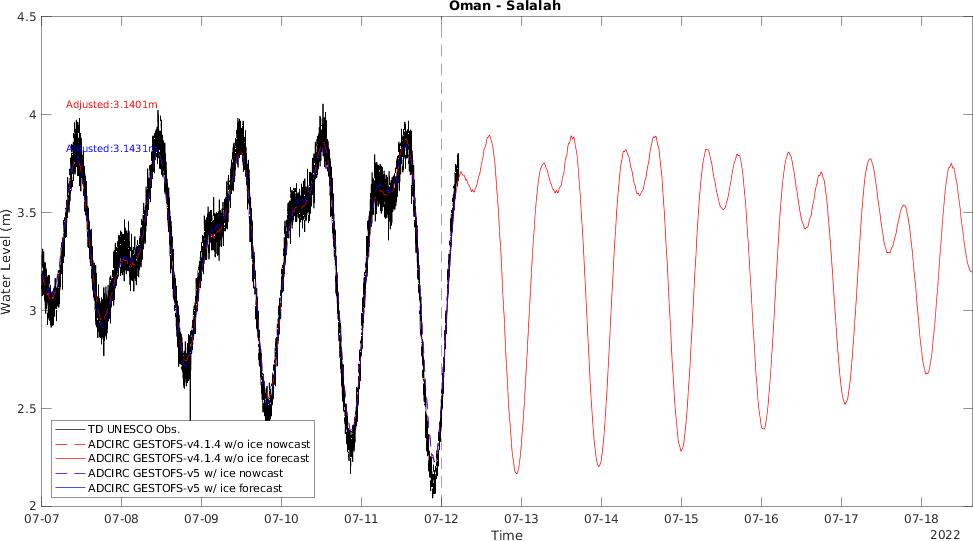 Oman - Salalah
4.5
4
3.5
3
2.5
2
Water Level (m)
Adjusted:3.1401m
Adjusted:3.1431m
TD UNESCO Obs.
ADCIRC GESTOFS-v4.1.4 w/o ice nowcast
ADCIRC GESTOFS-v4.1.4 w/o ice forecast
ADCIRC GESTOFS-v5 w/ ice nowcast
ADCIRC GESTOFS-v5 w/ ice forecast
07-07 07-08 07-09 07-10 07-11 07-12 07-13 07-14 07-15 07-16 07-17 07-18
Time
2022